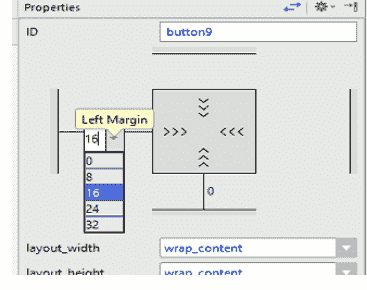 Properties
ID button9
Left Margin
16
0
8
16
24
32
0
layout_width wrap_content
layout_height wrap_content